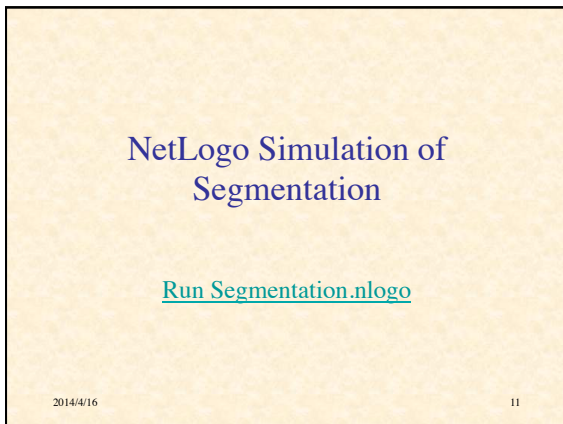 NetLogo Simulation of
Segmentation
Run Segmentation.nlogo
2014/4/16
11